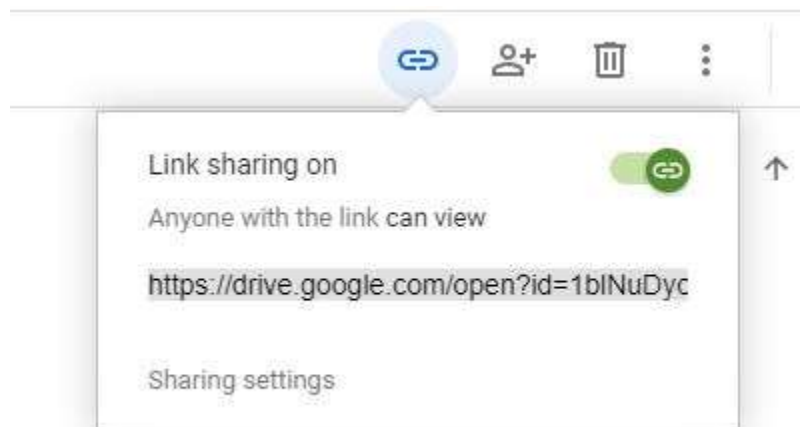 Link sharing on
Anyone with the link can view
https://drive.google.com/open?id=1blNuDyc
Sharing settings